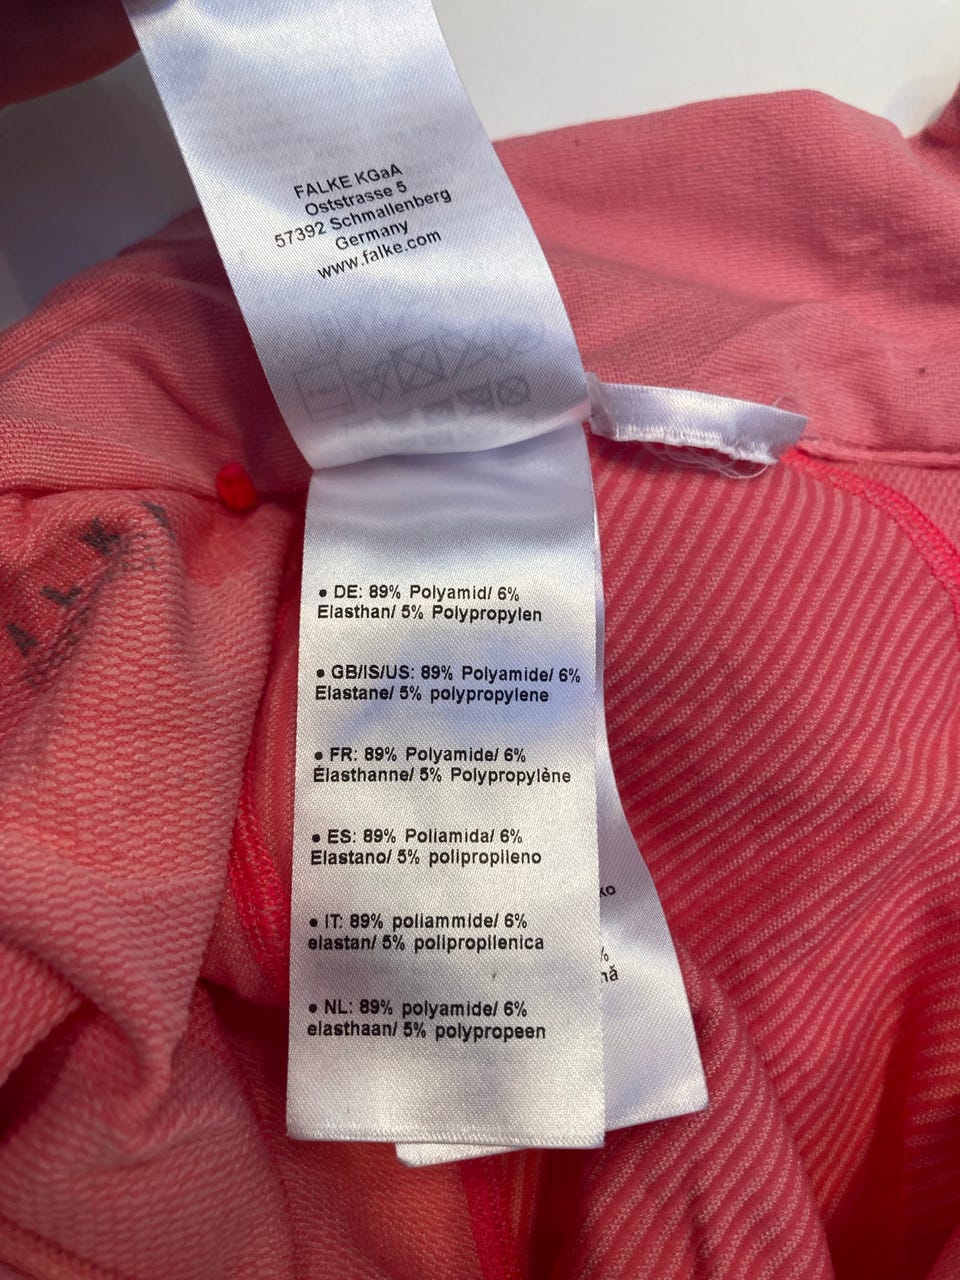 FALKE KGaA
Oststrasse 5
57392 Schmallenberg
Germany
www.falke.com
• DE: 89% Polyamid/ 6%
Elasthan/ 5% Polypropylen
• GB/IS/US: 89% Polyamide/ 6%
Elastane/ 5% polypropylene
• FR: 89% Polyamide/ 6%
Élasthanne/ 5% Polypropylène
• ES: 89% Poliamida/ 6%
Elastano/ 5% polipropileno
• IT: 89% poliammide/ 6%
elastan/ 5% polipropilenica
• NL: 89% polyamide/ 6%
elasthaan/ 5% polypropeen